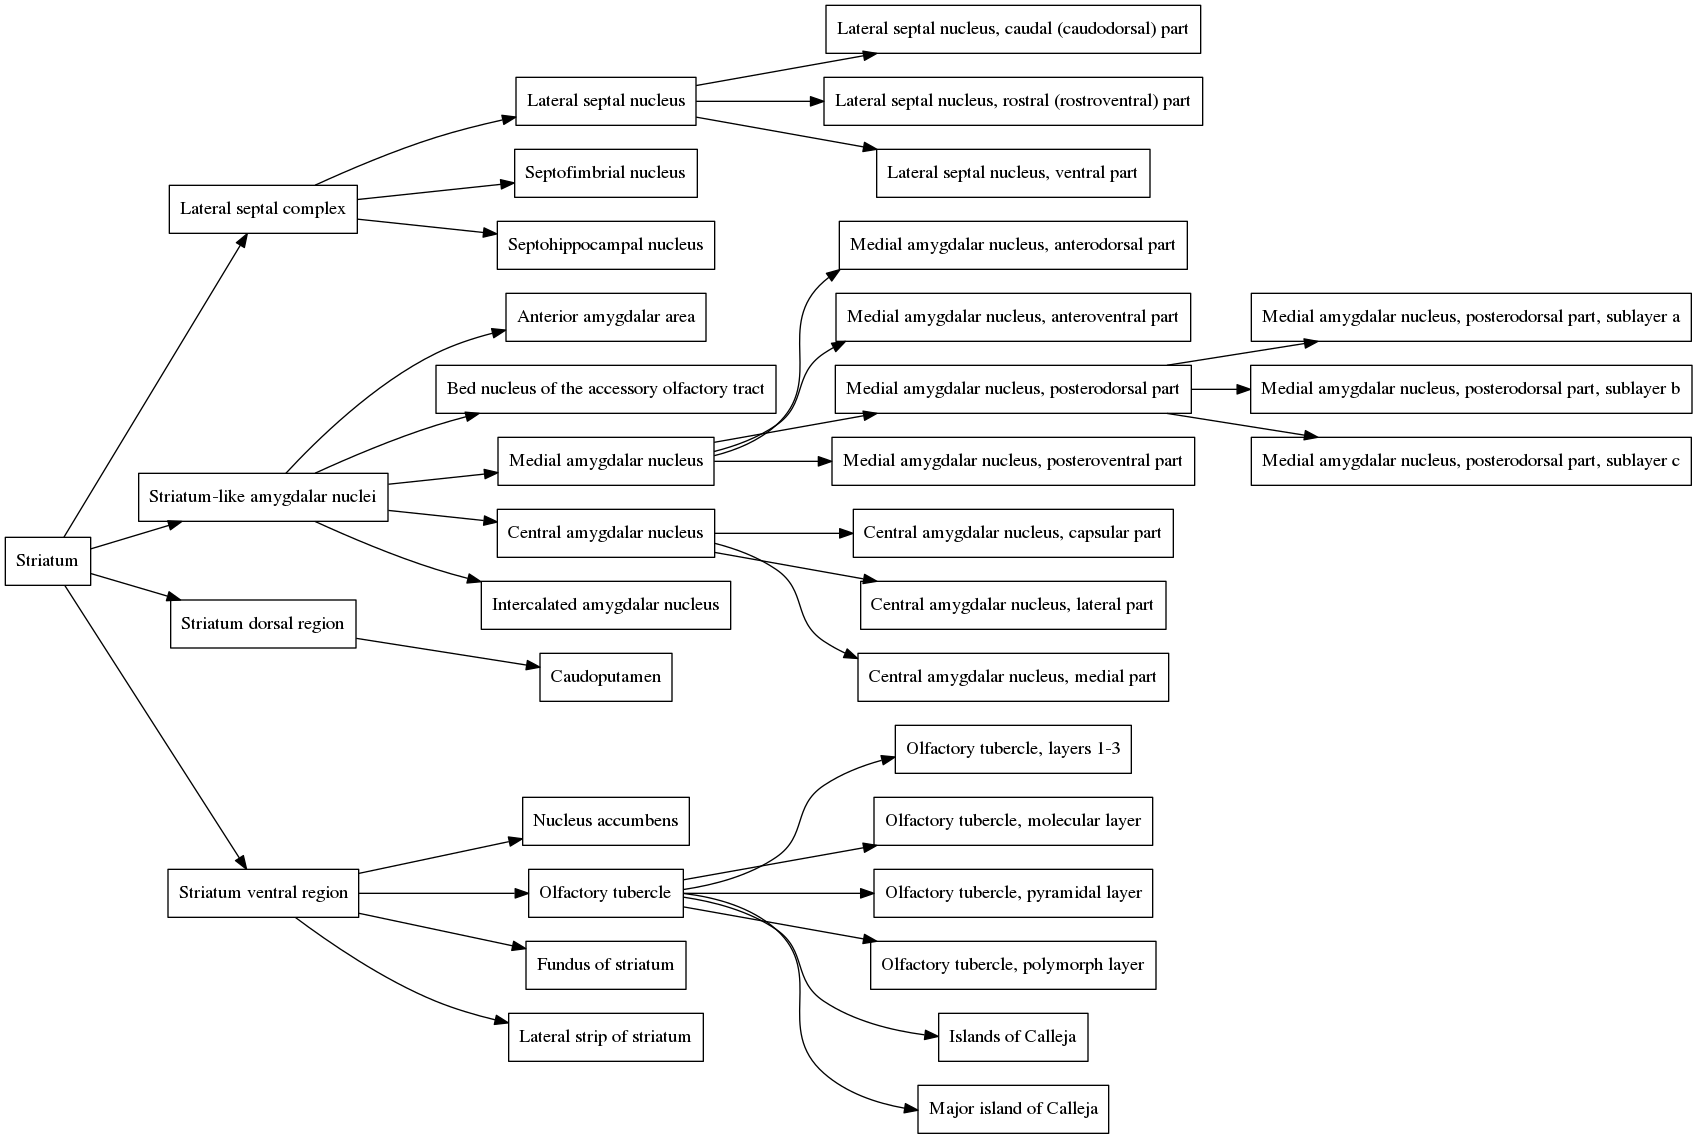 Striatum
Lateral septal complex
Striatum-like amygdalar nuclei
Striatum dorsal region
Striatum ventral region
Lateral septal nucleus
Septofimbrial nucleus
Septohippocampal nucleus
Anterior amygdalar area
Bed nucleus of the accessory olfactory tract
Medial amygdalar nucleus
Central amygdalar nucleus
Intercalated amygdalar nucleus
Caudoputamen
Nucleus accumbens
Olfactory tubercle
Fundus of striatum
Lateral strip of striatum
Lateral septal nucleus, caudal (caudodorsal) part
Lateral septal nucleus, rostral (rostroventral) part
Lateral septal nucleus, ventral part
Medial amygdalar nucleus, anterodorsal part
Medial amygdalar nucleus, anteroventral part
Medial amygdalar nucleus, posterodorsal part
Medial amygdalar nucleus, posteroventral part
Central amygdalar nucleus, capsular part
Central amygdalar nucleus, lateral part
Central amygdalar nucleus, medial part
Olfactory tubercle, layers 1-3
Olfactory tubercle, molecular layer
Olfactory tubercle, pyramidal layer
Olfactory tubercle, polymorph layer
Islands of Calleja
Major island of Calleja
Medial amygdalar nucleus, posterodorsal part, sublayer a
Medial amygdalar nucleus, posterodorsal part, sublayer b
Medial amygdalar nucleus, posterodorsal part, sublayer c